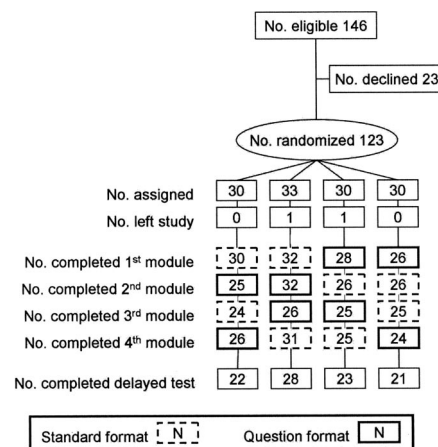 No. eligible 146
No. declined 23
No. randomized 123
No. assigned 30 33 30 30
No. left study 0 1 1 0
No. completed 1st module 30 32 28 26
No. completed 2nd module 25 32 26 26
No. completed 3rd module 24 26 25 25
No. completed 4th module 26 31 25 24
No. completed delayed test 22 28 23 21
Standard format N Question format N